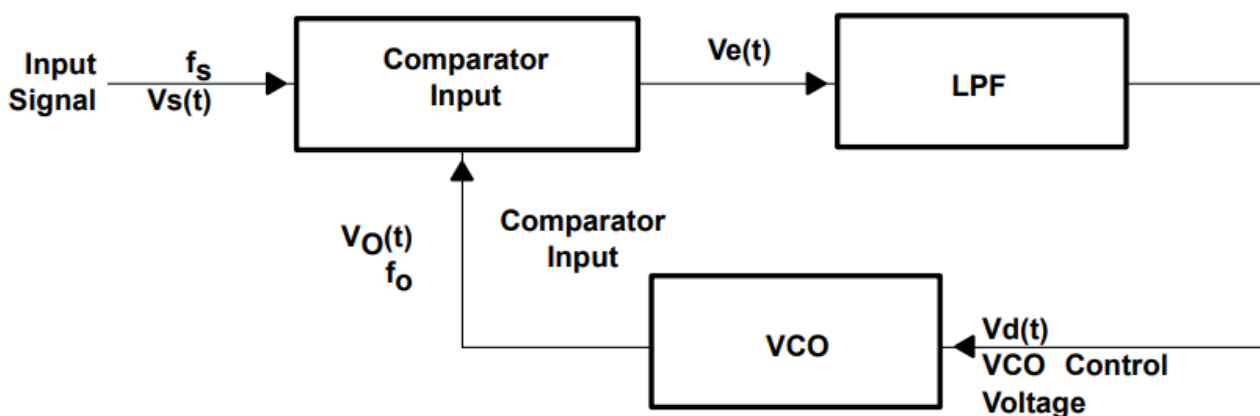 Input
Signal
fs
Vs(t)
Comparator
Input
Ve(t)
LPF
VO(t)
fo
Comparator
Input
VCO
Vd(t)
VCO Control
Voltage